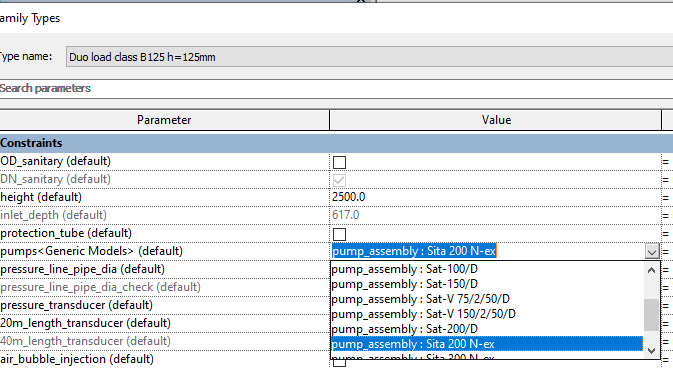 amily Types
Type name: Duo load class B125 h=125mm
Search parameters
Parameter Value
Constraints
OD_sanitary (default) =
DN_sanitary (default) =
height (default) 2500.0 =
inlet_depth (default) 617.0 =
protection_tube (default) =
pumps<Generic Models> (default) pump_assembly : Sita 200 N-ex =
pressure_line_pipe_dia (default) pump_assembly : Sat-100/D =
pressure_line_pipe_dia_check (default) pump_assembly : Sat-150/D =
pump_assembly : Sat-V 75/2/50/D
pressure_transducer (default) pump_assembly : Sat-V 150/2/50/D =
20m_length_transducer (default) pump_assembly : Sat-200/D =
40m_length_transducer (default) pump_assembly : Sita 200 N-ex =
air_bubble_injection (default) pump_assembly : Sita 300 N-ex =